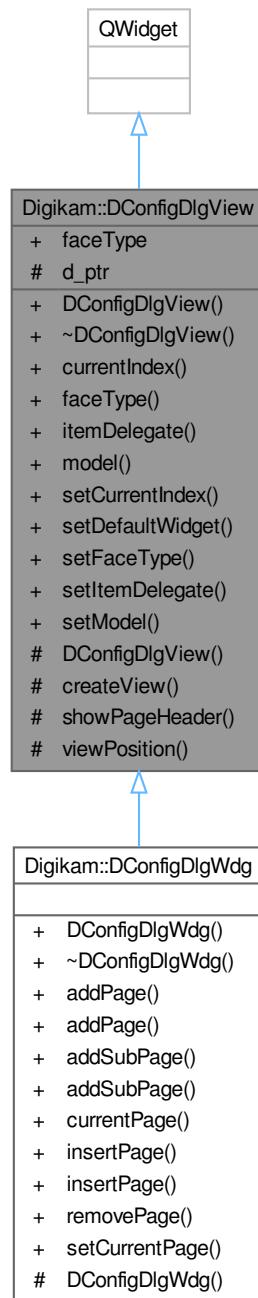 QWidget
Digikam::DConfigDlgView
+ faceType
# d_ptr
+ DConfigDlgView()
+ ~DConfigDlgView()
+ currentIndex()
+ faceType()
+ itemDelegate()
+ model()
+ setCurrentIndex()
+ setDefaultWidget()
+ setFaceType()
+ setItemDelegate()
+ setModel()
# DConfigDlgView()
# createView()
# showPageHeader()
# viewPosition()
Digikam::DConfigDlgWdg
+ DConfigDlgWdg()
+ ~DConfigDlgWdg()
+ addPage()
+ addPage()
+ addSubPage()
+ addSubPage()
+ currentPage()
+ insertPage()
+ insertPage()
+ removePage()
+ setCurrentPage()
# DConfigDlgWdg()